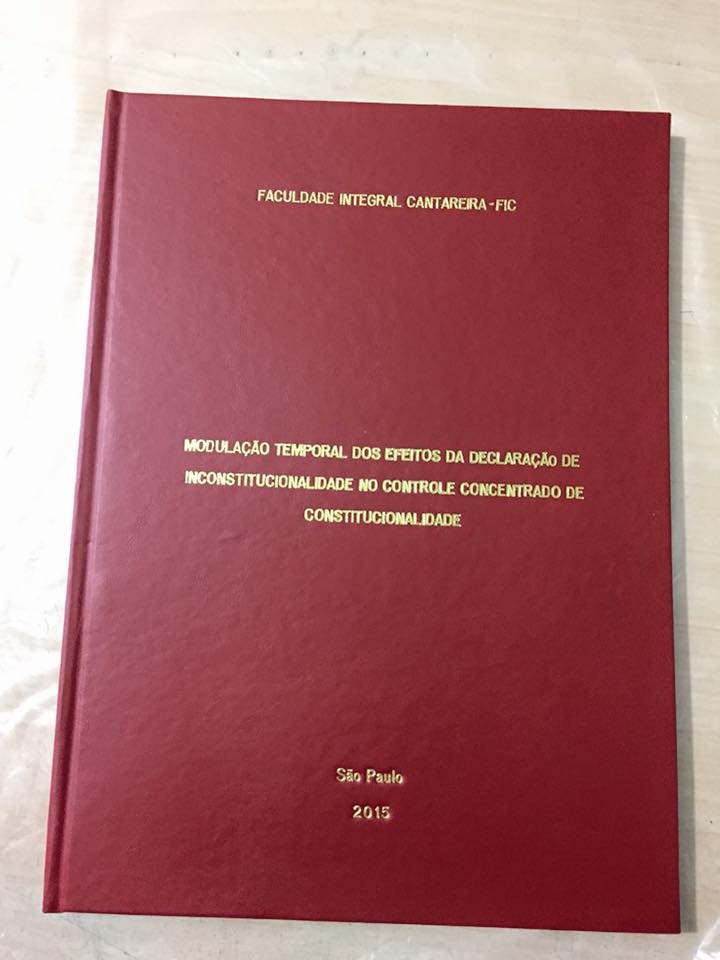 FACULDADE INTEGRAL CANTAREIRA-FIC
MODULAÇÃO TEMPORAL DOS EFEITOS DA DECLARAÇÃO DE
INCONSTITUCIONALIDADE NO CONTROLE CONCENTRADO DE
CONSTITUCIONALIDADE
São Paulo
2015